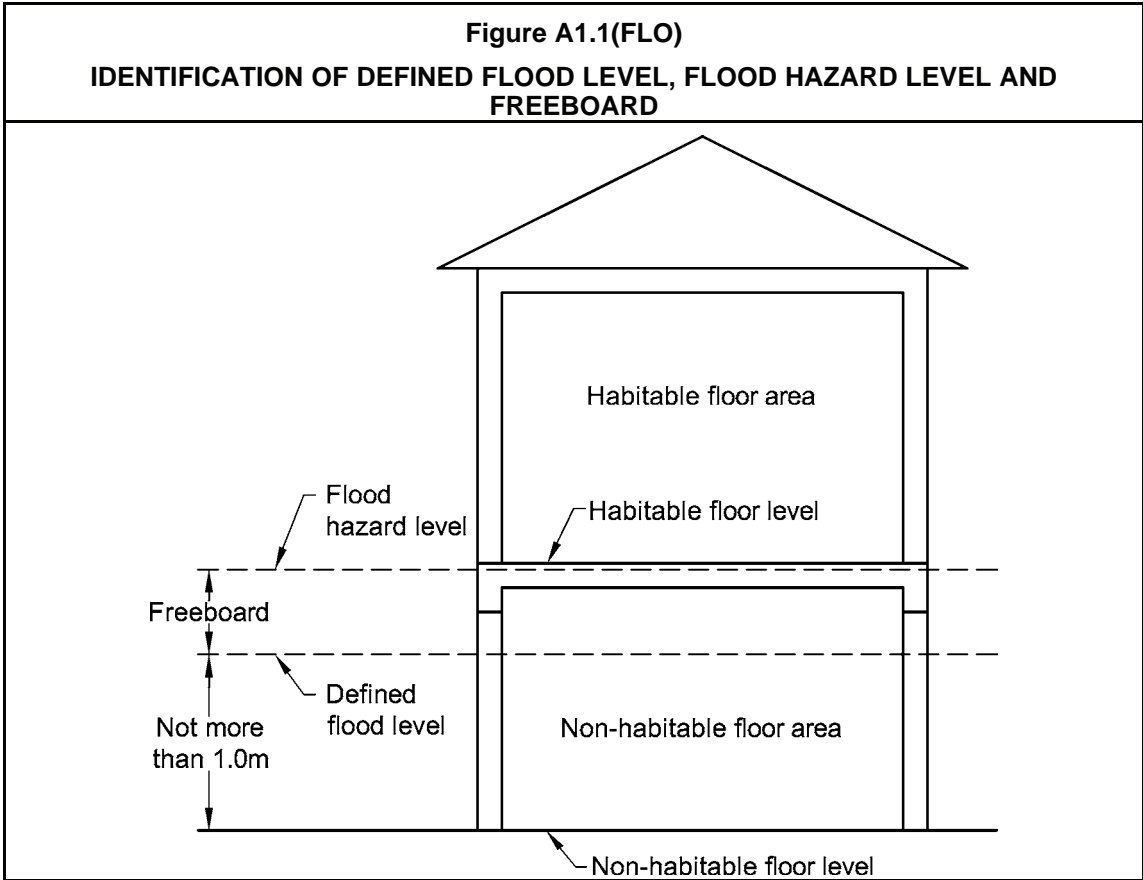 Figure A1.1(FLO)
IDENTIFICATION OF DEFINED FLOOD LEVEL, FLOOD HAZARD LEVEL AND
FREEBOARD
Habitable floor area
Flood
hazard level
Habitable floor level
Freeboard
Defined
flood level
Not more
than 1.0m
Non-habitable floor area
Non-habitable floor level